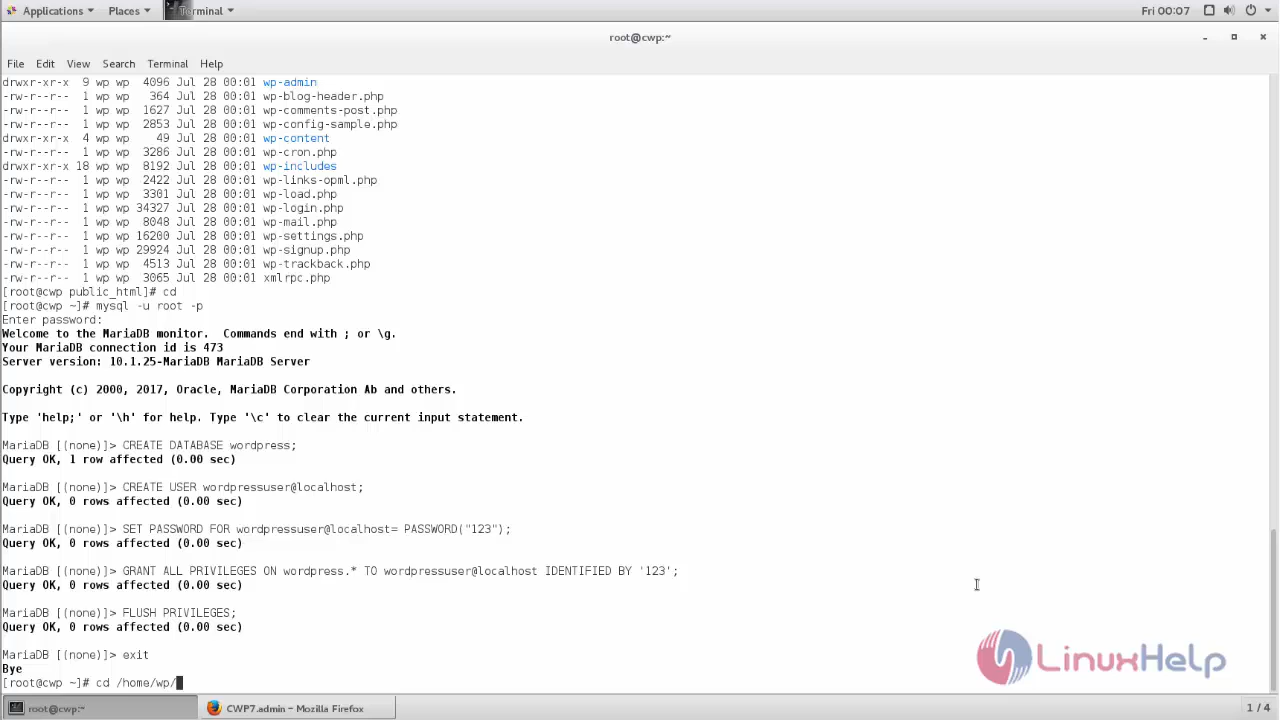 Applications Places Terminal Fri 00:07
root@cwp:~
File Edit View Search Terminal Help
drwxr-xr-x 9 wp wp 4096 Jul 28 00:01 wp-admin
-rw-r--r-- 1 wp wp 364 Jul 28 00:01 wp-blog-header.php
-rw-r--r-- 1 wp wp 1627 Jul 28 00:01 wp-comments-post.php
-rw-r--r-- 1 wp wp 2853 Jul 28 00:01 wp-config-sample.php
drwxr-xr-x 4 wp wp 49 Jul 28 00:01 wp-content
-rw-r--r-- 1 wp wp 3286 Jul 28 00:01 wp-cron.php
drwxr-xr-x 18 wp wp 8192 Jul 28 00:01 wp-includes
-rw-r--r-- 1 wp wp 2422 Jul 28 00:01 wp-links-opml.php
-rw-r--r-- 1 wp wp 3301 Jul 28 00:01 wp-load.php
-rw-r--r-- 1 wp wp 34327 Jul 28 00:01 wp-login.php
-rw-r--r-- 1 wp wp 8048 Jul 28 00:01 wp-mail.php
-rw-r--r-- 1 wp wp 16200 Jul 28 00:01 wp-settings.php
-rw-r--r-- 1 wp wp 29924 Jul 28 00:01 wp-signup.php
-rw-r--r-- 1 wp wp 4513 Jul 28 00:01 wp-trackback.php
-rw-r--r-- 1 wp wp 3065 Jul 28 00:01 xmlrpc.php
[root@cwp public_html]# cd
[root@cwp ~]# mysql -u root -p
Enter password:
Welcome to the MariaDB monitor.  Commands end with ; or \g.
Your MariaDB connection id is 473
Server version: 10.1.25-MariaDB MariaDB Server
Copyright (c) 2000, 2017, Oracle, MariaDB Corporation Ab and others.
Type 'help;' or '\h' for help. Type '\c' to clear the current input statement.
MariaDB [(none)]> CREATE DATABASE wordpress;
Query OK, 1 row affected (0.00 sec)
MariaDB [(none)]> CREATE USER wordpressuser@localhost;
Query OK, 0 rows affected (0.00 sec)
MariaDB [(none)]> SET PASSWORD FOR wordpressuser@localhost= PASSWORD("123");
Query OK, 0 rows affected (0.00 sec)
MariaDB [(none)]> GRANT ALL PRIVILEGES ON wordpress.* TO wordpressuser@localhost IDENTIFIED BY '123';
Query OK, 0 rows affected (0.00 sec)
MariaDB [(none)]> FLUSH PRIVILEGES;
Query OK, 0 rows affected (0.00 sec)
MariaDB [(none)]> exit
Bye
[root@cwp ~]# cd /home/wp/
LinuxHelp
root@cwp:~ CWP7.admin – Mozilla Firefox 1 / 4